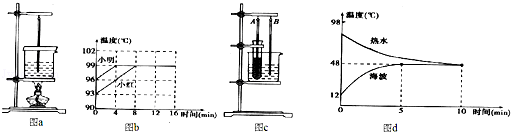 图a
温度(℃)
102
99
96
93
90
小明
小红
0 4 8 12 16 时间(min)
图b
A B
图c
温度(℃)
热水
48
海波
12
0 5 10 时间(min)
图d